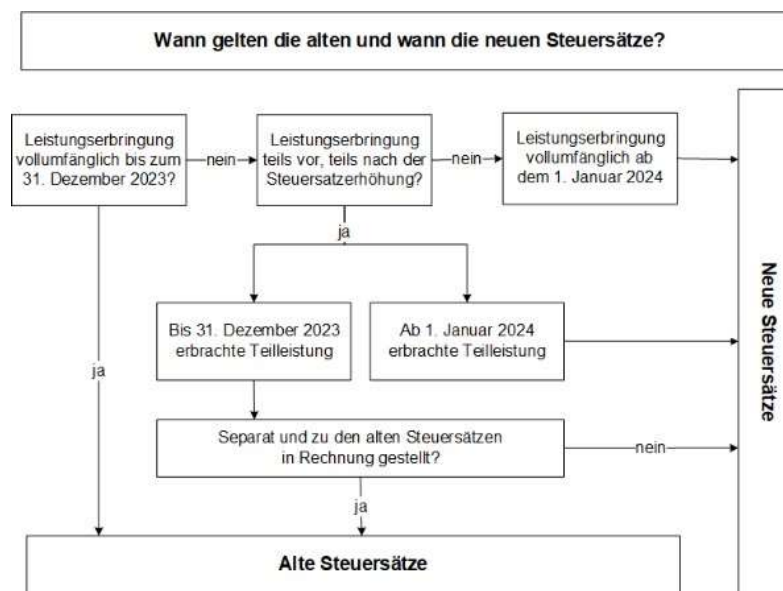 Wann gelten die alten und wann die neuen Steuersätze?
Leistungserbringung
vollumfänglich bis zum
31. Dezember 2023?
nein
Leistungserbringung
teils vor, teils nach der
Steuersatzerhöhung?
nein
Leistungserbringung
vollumfänglich ab
dem 1. Januar 2024
ja
Bis 31. Dezember 2023
erbrachte Teilleistung
Ab 1. Januar 2024
erbrachte Teilleistung
Neue Steuersätze
ja
Separat und zu den alten Steuersätzen
in Rechnung gestellt?
nein
ja
Alte Steuersätze